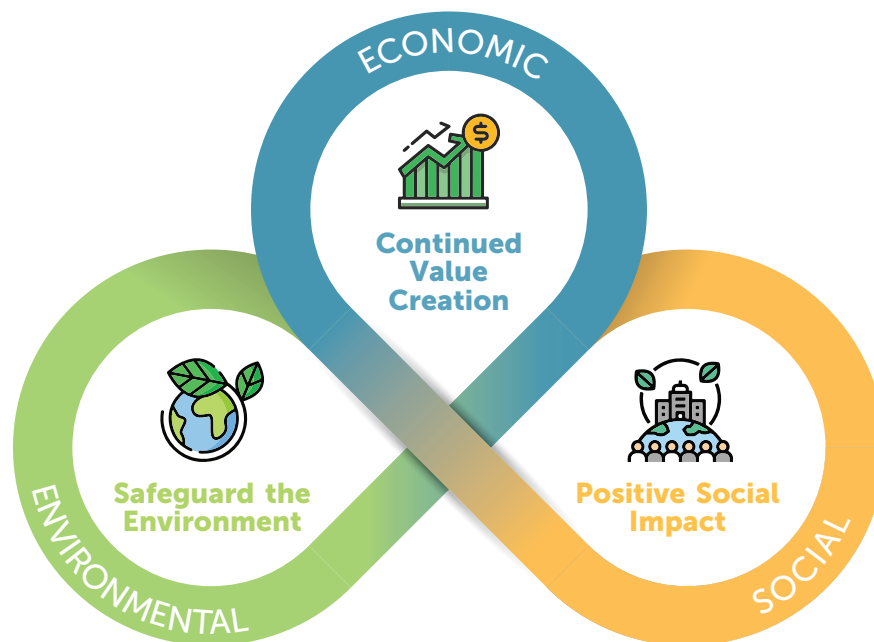 ECONOMIC
$
Continued
Value
Creation
Safeguard the
Environment
ENVIRONMENTAL
Positive Social
Impact
SOCIAL